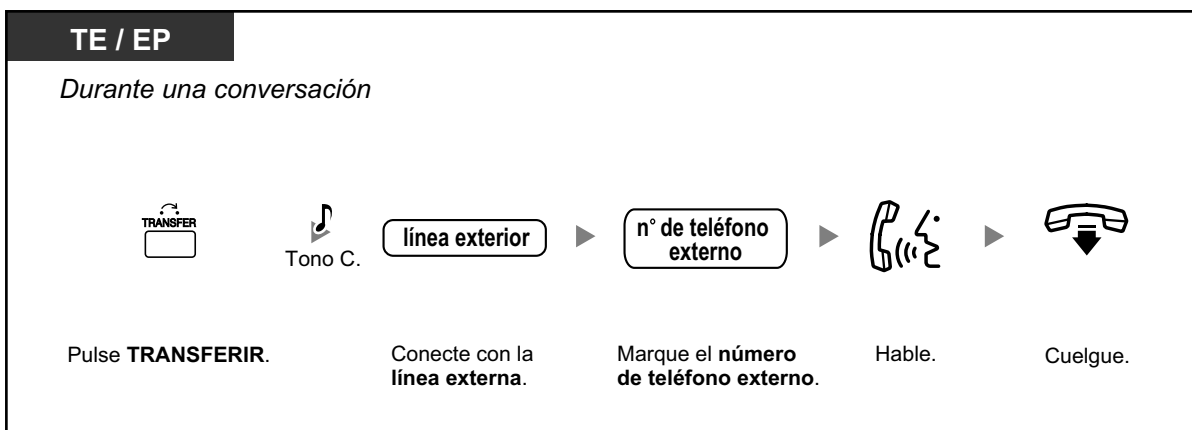 TE / EP
Durante una conversación
TRANSFER
Tono C.
línea exterior
n° de teléfono
externo
Pulse TRANSFERIR.
Conecte con la
línea externa.
Marque el número
de teléfono externo.
Hable.
Cuelgue.